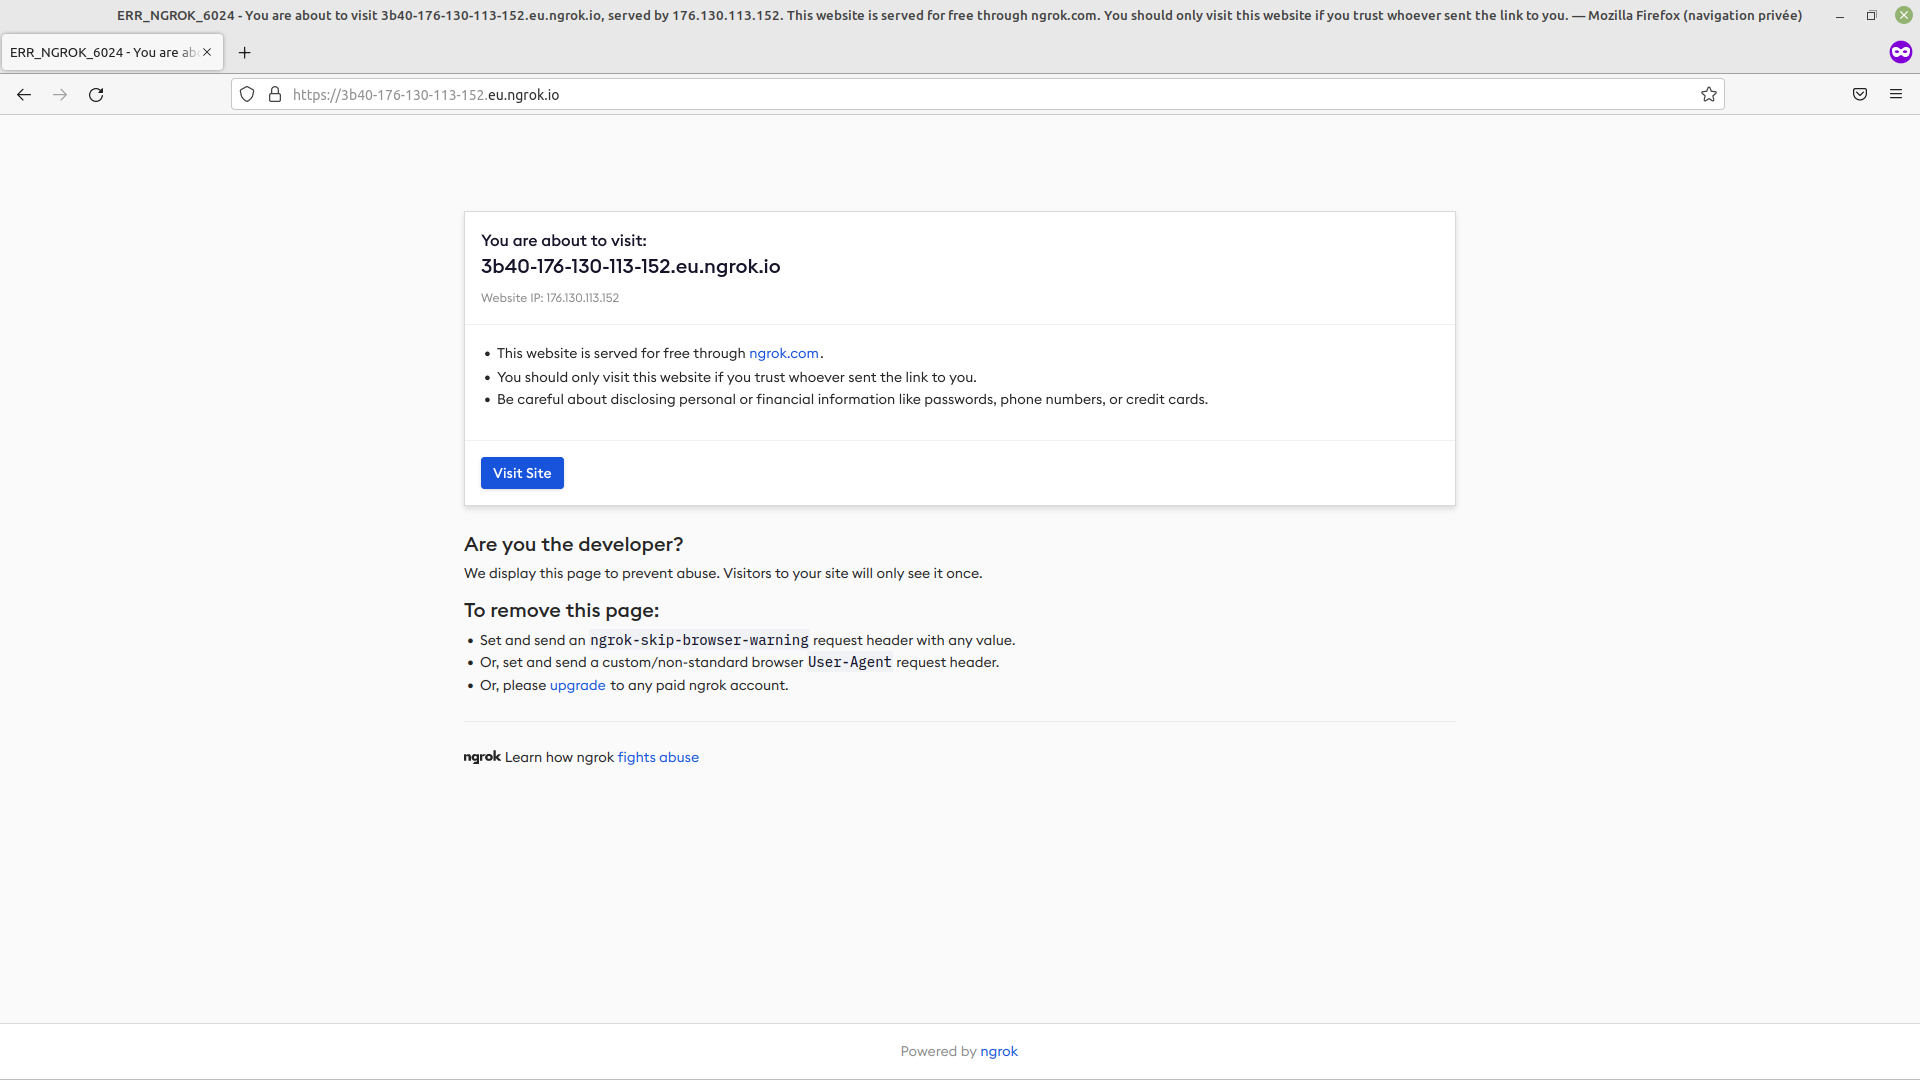 ERR_NGROK_6024 - You are about to visit 3b40-176-130-113-152.eu.ngrok.io, served by 176.130.113.152. This website is served for free through ngrok.com. You should only visit this website if you trust whoever sent the link to you. — Mozilla Firefox (navigation privée)
ERR_NGROK_6024 - You are ab
https://3b40-176-130-113-152.eu.ngrok.io
You are about to visit:
3b40-176-130-113-152.eu.ngrok.io
Website IP: 176.130.113.152
• This website is served for free through ngrok.com.
• You should only visit this website if you trust whoever sent the link to you.
• Be careful about disclosing personal or financial information like passwords, phone numbers, or credit cards.
Visit Site
Are you the developer?
We display this page to prevent abuse. Visitors to your site will only see it once.
To remove this page:
• Set and send an ngrok-skip-browser-warning request header with any value.
• Or, set and send a custom/non-standard browser User-Agent request header.
• Or, please upgrade to any paid ngrok account.
ngrok Learn how ngrok fights abuse
Powered by ngrok